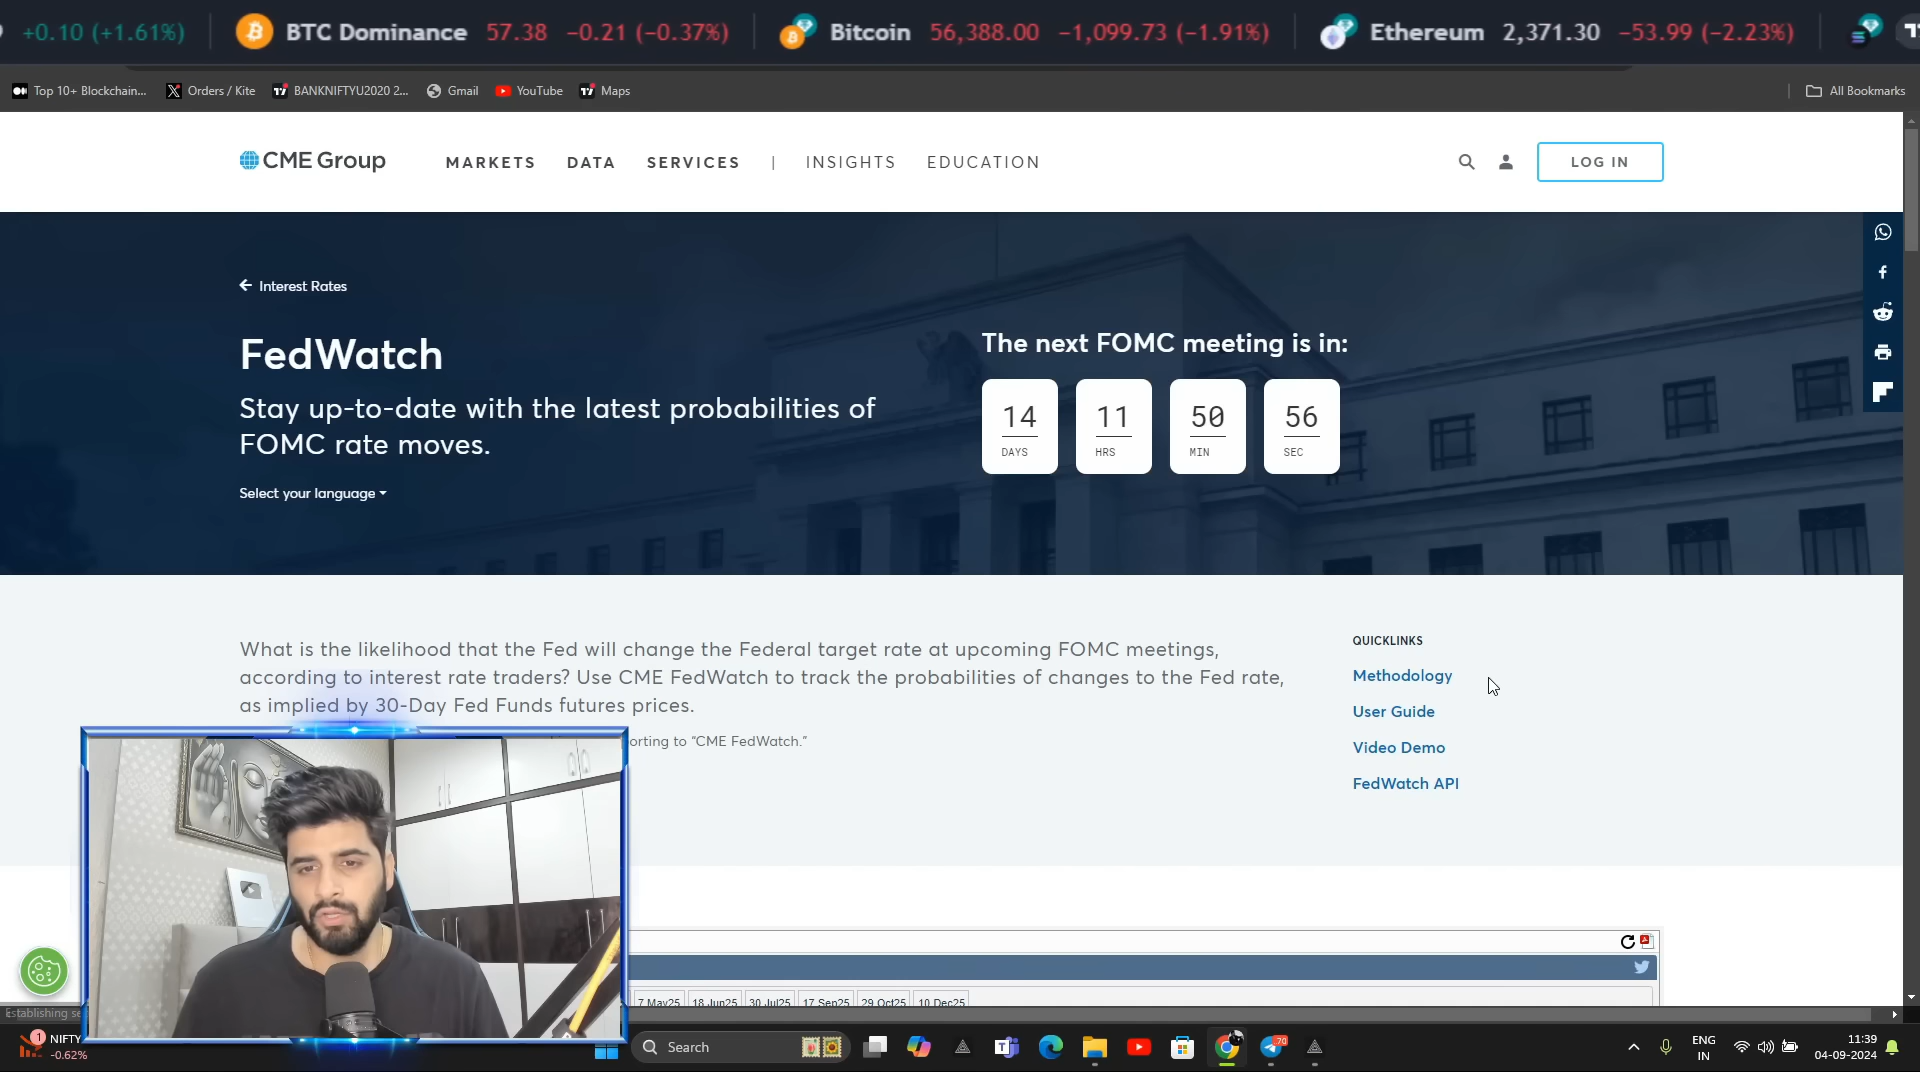 +0.10 (+1.61%) BTC Dominance 57.38 −0.21 (−0.37%) Bitcoin 56,388.00 −1,099.73 (−1.91%) Ethereum 2,371.30 −53.99 (−2.23%)
Top 10+ Blockchain... Orders / Kite BANKNIFTYU2020 2... Gmail YouTube Maps All Bookmarks
CME Group MARKETS DATA SERVICES | INSIGHTS EDUCATION LOG IN
Interest Rates
FedWatch
Stay up-to-date with the latest probabilities of
FOMC rate moves.
Select your language
The next FOMC meeting is in:
14 11 50 56
DAYS HRS MIN SEC
What is the likelihood that the Fed will change the Federal target rate at upcoming FOMC meetings,
according to interest rate traders? Use CME FedWatch to track the probabilities of changes to the Fed rate,
as implied by 30-Day Fed Funds futures prices.
orting to “CME FedWatch.”
QUICKLINKS
Methodology
User Guide
Video Demo
FedWatch API
7 May25 18 Jun25 30 Jul25 17 Sep25 29 Oct25 10 Dec25
Establishing se
1 NIFTY
-0.62%
Search
70
ENG
IN
11:39
04-09-2024